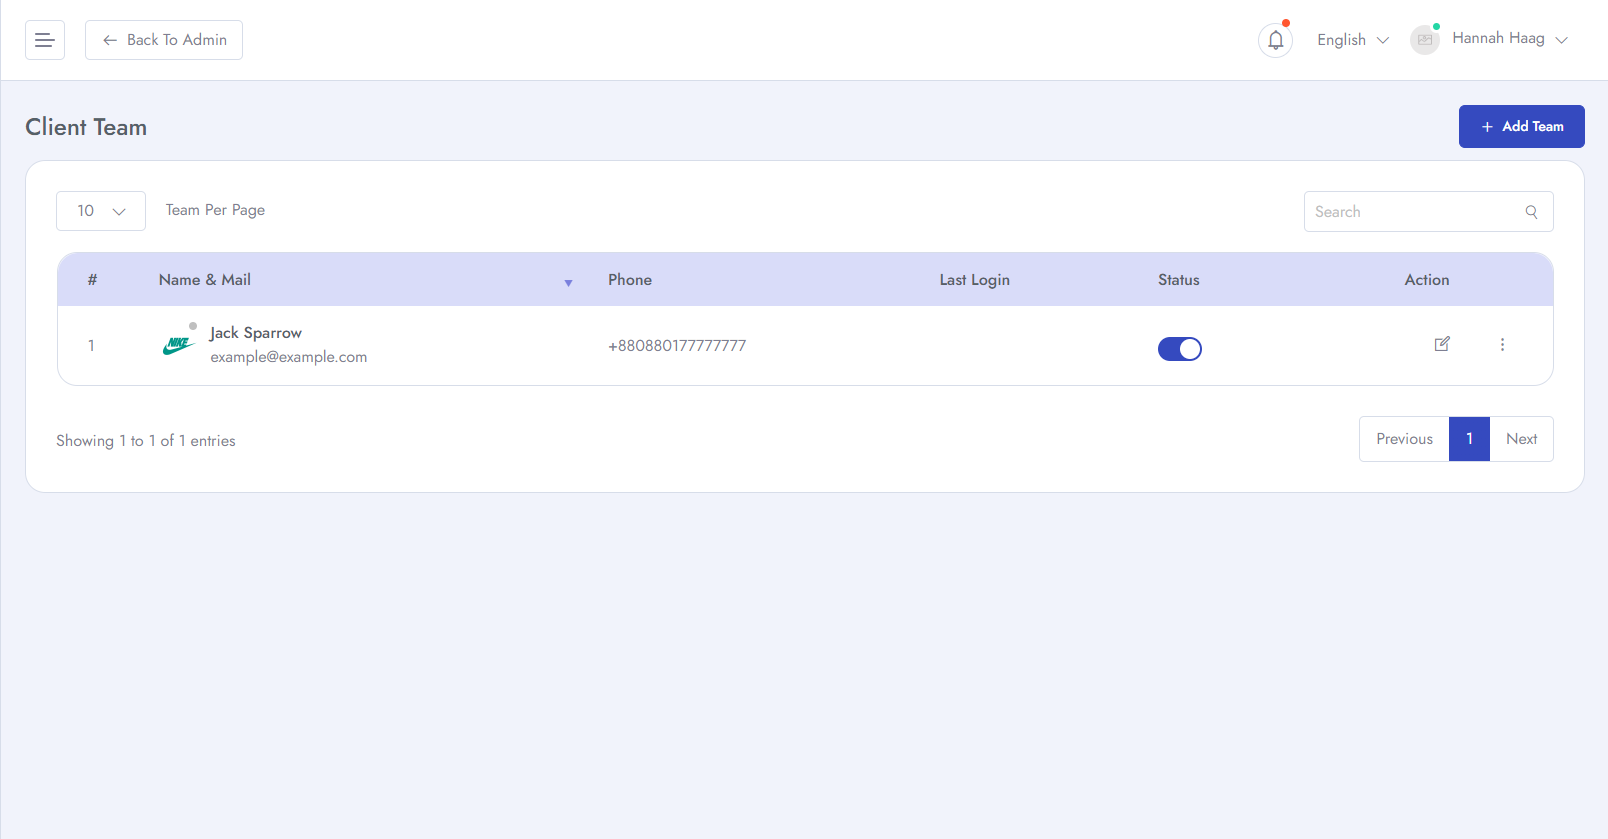 Back To Admin
English
Hannah Haag
Client Team
+ Add Team
10
Team Per Page
Search
# Name & Mail Phone Last Login Status Action
1 NIKE Jack Sparrow
example@example.com
+880880177777777
Showing 1 to 1 of 1 entries
Previous 1 Next